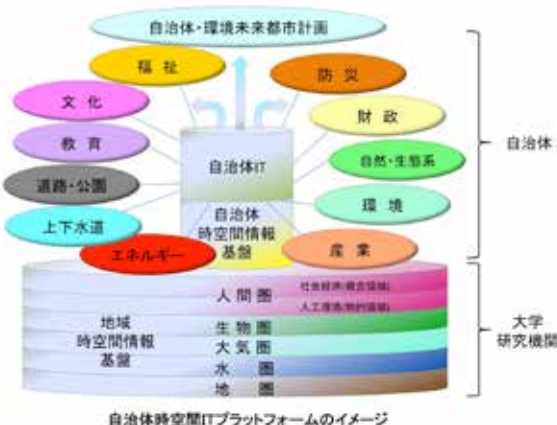 自治体・環境未来都市計画
福 祉
防 災
文 化
財 政
教 育
自治体IT
自然・生態系
自治体
道路・公園
自治体
時空間情報
基盤
環 境
上下水道
エネルギー
産 業
社会経済(概念領域)
人 間 圏
人工環境(物的領域)
地域
時空間情報
基盤
生 物 圏
大 気 圏
水 圏
地 圏
大学
研究機関
自治体時空間ITプラットフォームのイメージ